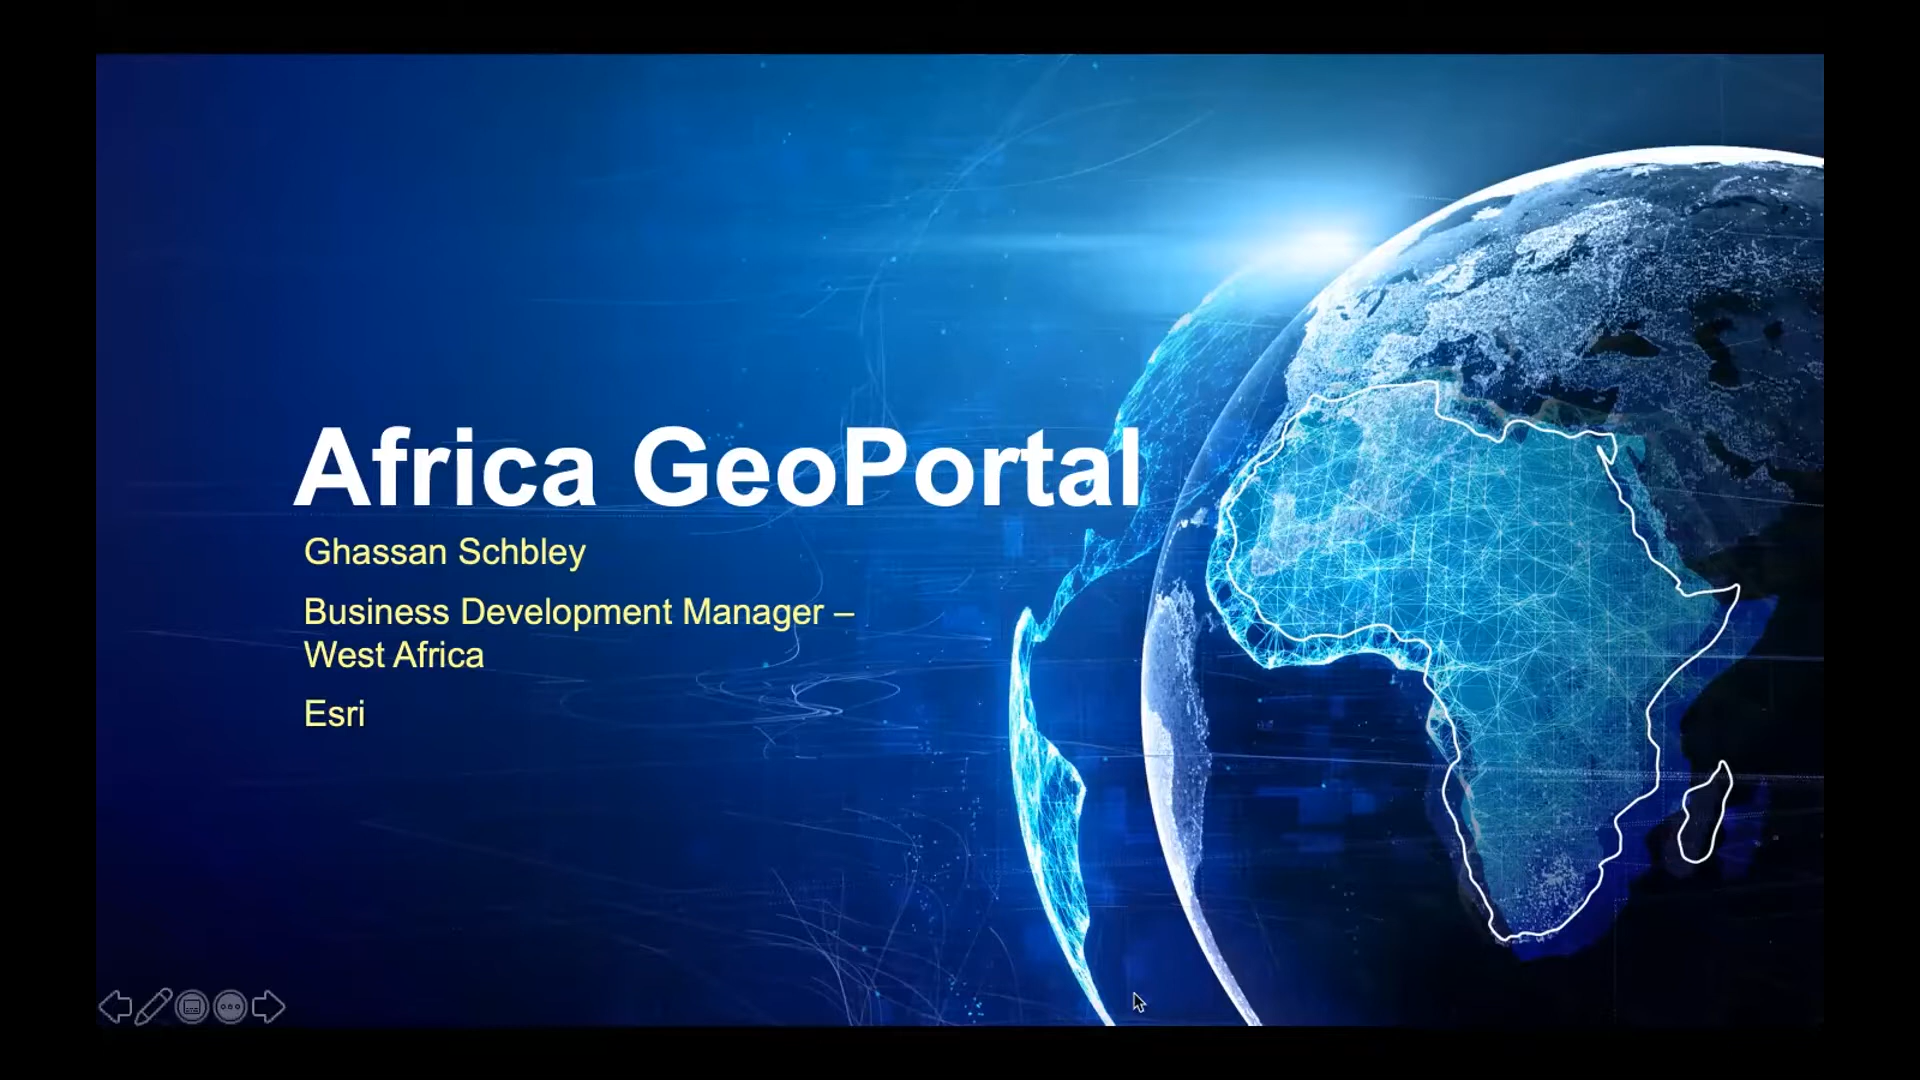 Africa GeoPortal
Ghassan Schbley
Business Development Manager –
West Africa
Esri